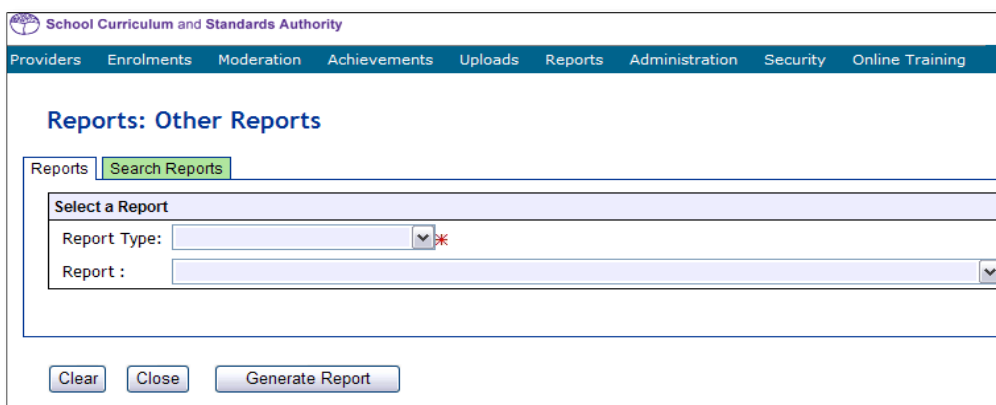 School Curriculum and Standards Authority
Providers Enrolments Moderation Achievements Uploads Reports Administration Security Online Training
Reports: Other Reports
Reports Search Reports
Select a Report
Report Type: *
Report :
Clear Close Generate Report